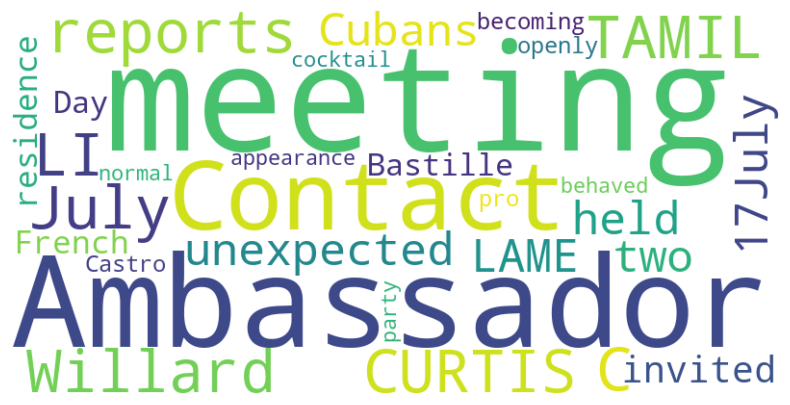 reports Cubans becoming TAMIL
openly
cocktail
meeting
residence Day
LI appearance Bastille 17July
normal
July Contact pro behaved
held
French unexpected LAME two
Castro
Ambassador
party
Willard CURTIS C invited